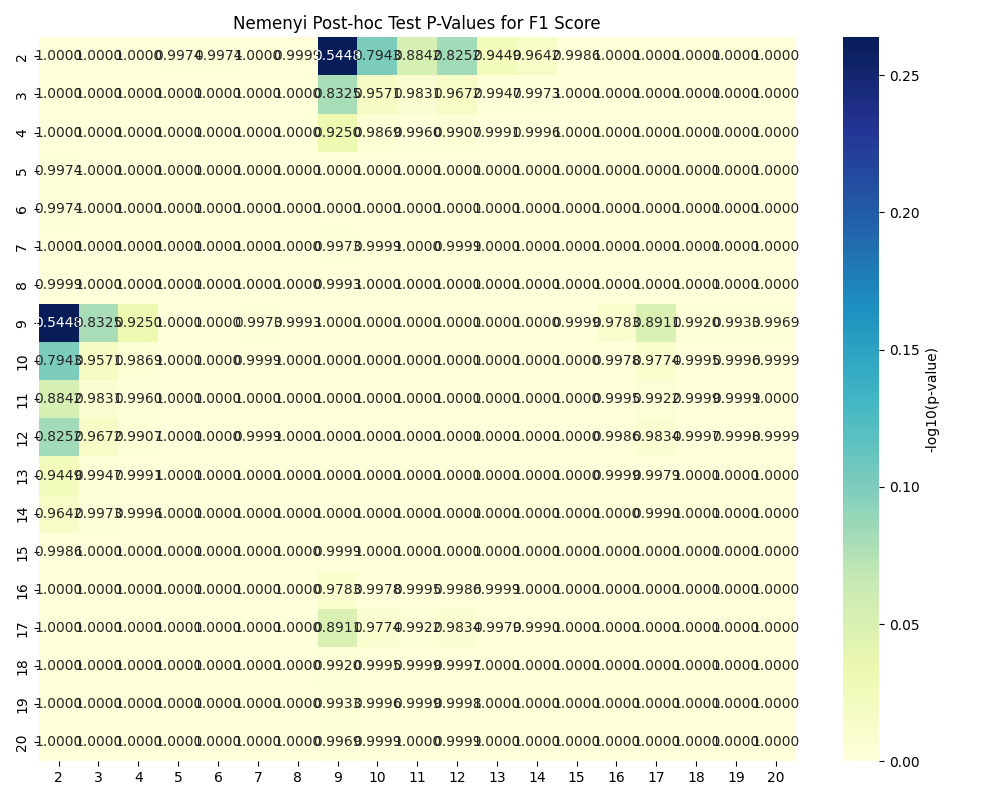 Nemenyi Post-hoc Test P-Values for F1 Score
2 1.0000 1.0000 1.0000 0.9974 0.9974 1.0000 0.9999 0.5448 0.7943 0.8842 0.8252 0.9449 0.9642 0.9986 1.0000 1.0000 1.0000 1.0000 1.0000
3 1.0000 1.0000 1.0000 1.0000 1.0000 1.0000 1.0000 0.8325 0.9571 0.9831 0.9672 0.9947 0.9973 1.0000 1.0000 1.0000 1.0000 1.0000 1.0000
4 1.0000 1.0000 1.0000 1.0000 1.0000 1.0000 1.0000 0.9250 0.9869 0.9960 0.9907 0.9991 0.9996 1.0000 1.0000 1.0000 1.0000 1.0000 1.0000
5 0.9974 1.0000 1.0000 1.0000 1.0000 1.0000 1.0000 1.0000 1.0000 1.0000 1.0000 1.0000 1.0000 1.0000 1.0000 1.0000 1.0000 1.0000 1.0000
6 0.9974 1.0000 1.0000 1.0000 1.0000 1.0000 1.0000 1.0000 1.0000 1.0000 1.0000 1.0000 1.0000 1.0000 1.0000 1.0000 1.0000 1.0000 1.0000
7 1.0000 1.0000 1.0000 1.0000 1.0000 1.0000 1.0000 0.9973 0.9999 1.0000 0.9999 1.0000 1.0000 1.0000 1.0000 1.0000 1.0000 1.0000 1.0000
8 0.9999 1.0000 1.0000 1.0000 1.0000 1.0000 1.0000 0.9993 1.0000 1.0000 1.0000 1.0000 1.0000 1.0000 1.0000 1.0000 1.0000 1.0000 1.0000
9 0.5448 0.8325 0.9250 1.0000 1.0000 0.9973 0.9993 1.0000 1.0000 1.0000 1.0000 1.0000 1.0000 0.9999 0.9783 0.8911 0.9920 0.9933 0.9969
10 0.7943 0.9571 0.9869 1.0000 1.0000 0.9999 1.0000 1.0000 1.0000 1.0000 1.0000 1.0000 1.0000 1.0000 0.9978 0.9774 0.9995 0.9996 0.9999
11 0.8842 0.9831 0.9960 1.0000 1.0000 1.0000 1.0000 1.0000 1.0000 1.0000 1.0000 1.0000 1.0000 1.0000 0.9995 0.9922 0.9999 0.9999 1.0000
12 0.8252 0.9672 0.9907 1.0000 1.0000 0.9999 1.0000 1.0000 1.0000 1.0000 1.0000 1.0000 1.0000 1.0000 0.9986 0.9834 0.9997 0.9998 0.9999
13 0.9449 0.9947 0.9991 1.0000 1.0000 1.0000 1.0000 1.0000 1.0000 1.0000 1.0000 1.0000 1.0000 1.0000 0.9999 0.9979 1.0000 1.0000 1.0000
14 0.9642 0.9973 0.9996 1.0000 1.0000 1.0000 1.0000 1.0000 1.0000 1.0000 1.0000 1.0000 1.0000 1.0000 1.0000 0.9990 1.0000 1.0000 1.0000
15 0.9986 1.0000 1.0000 1.0000 1.0000 1.0000 1.0000 0.9999 1.0000 1.0000 1.0000 1.0000 1.0000 1.0000 1.0000 1.0000 1.0000 1.0000 1.0000
16 1.0000 1.0000 1.0000 1.0000 1.0000 1.0000 1.0000 0.9783 0.9978 0.9995 0.9986 0.9999 1.0000 1.0000 1.0000 1.0000 1.0000 1.0000 1.0000
17 1.0000 1.0000 1.0000 1.0000 1.0000 1.0000 1.0000 0.8911 0.9774 0.9922 0.9834 0.9979 0.9990 1.0000 1.0000 1.0000 1.0000 1.0000 1.0000
18 1.0000 1.0000 1.0000 1.0000 1.0000 1.0000 1.0000 0.9920 0.9995 0.9999 0.9997 1.0000 1.0000 1.0000 1.0000 1.0000 1.0000 1.0000 1.0000
19 1.0000 1.0000 1.0000 1.0000 1.0000 1.0000 1.0000 0.9933 0.9996 0.9999 0.9998 1.0000 1.0000 1.0000 1.0000 1.0000 1.0000 1.0000 1.0000
20 1.0000 1.0000 1.0000 1.0000 1.0000 1.0000 1.0000 0.9969 0.9999 1.0000 0.9999 1.0000 1.0000 1.0000 1.0000 1.0000 1.0000 1.0000 1.0000
2 3 4 5 6 7 8 9 10 11 12 13 14 15 16 17 18 19 20
0.25
0.20
0.15
0.10
0.05
0.00
-log10(p-value)